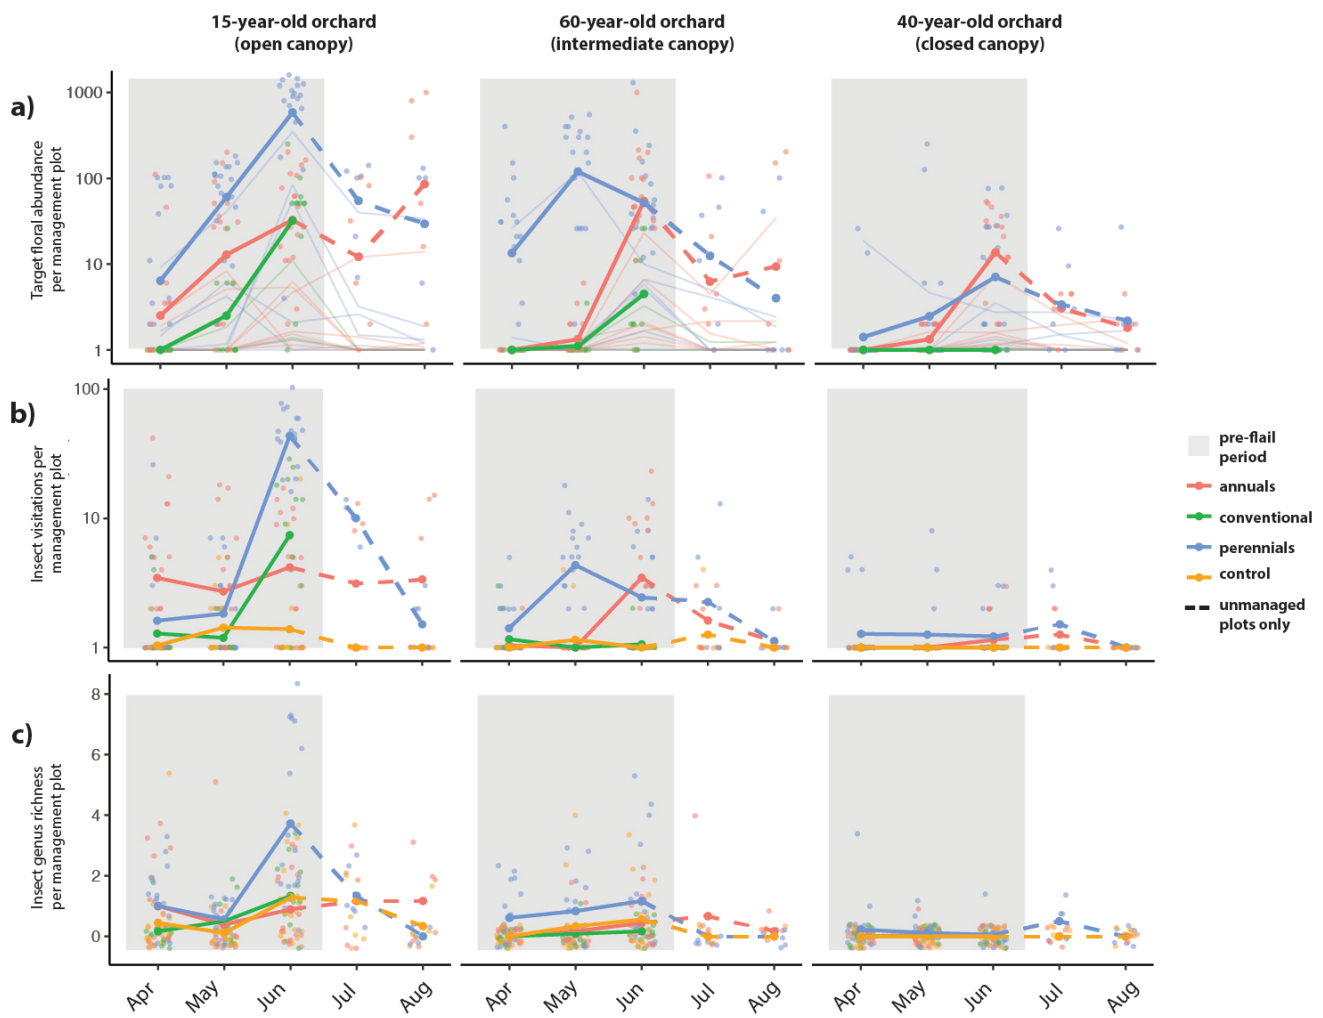 15-year-old orchard
(open canopy)
60-year-old orchard
(intermediate canopy)
40-year-old orchard
(closed canopy)
a)
Target floral abundance
per management plot
1000
100
10
1
b)
Insect visitations per
management plot
100
10
1
c)
Insect genus richness
per management plot
8
6
4
2
0
Apr
May
Jun
Jul
Aug
Apr
May
Jun
Jul
Aug
Apr
May
Jun
Jul
Aug
pre-flail
period
annuals
conventional
perennials
control
unmanaged
plots only